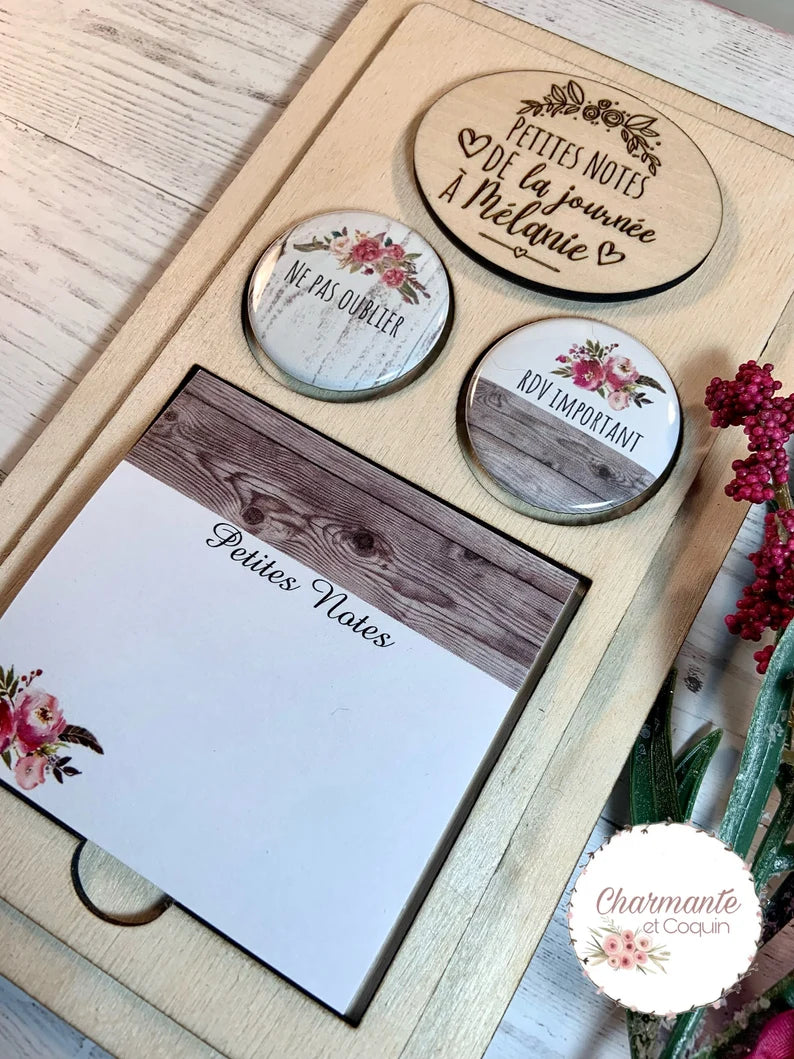 PETITES NOTES
DE la journée
À Mélanie
NE PAS OUBLIER
RDV IMPORTANT
Petites Notes
Charmante
et Coquin